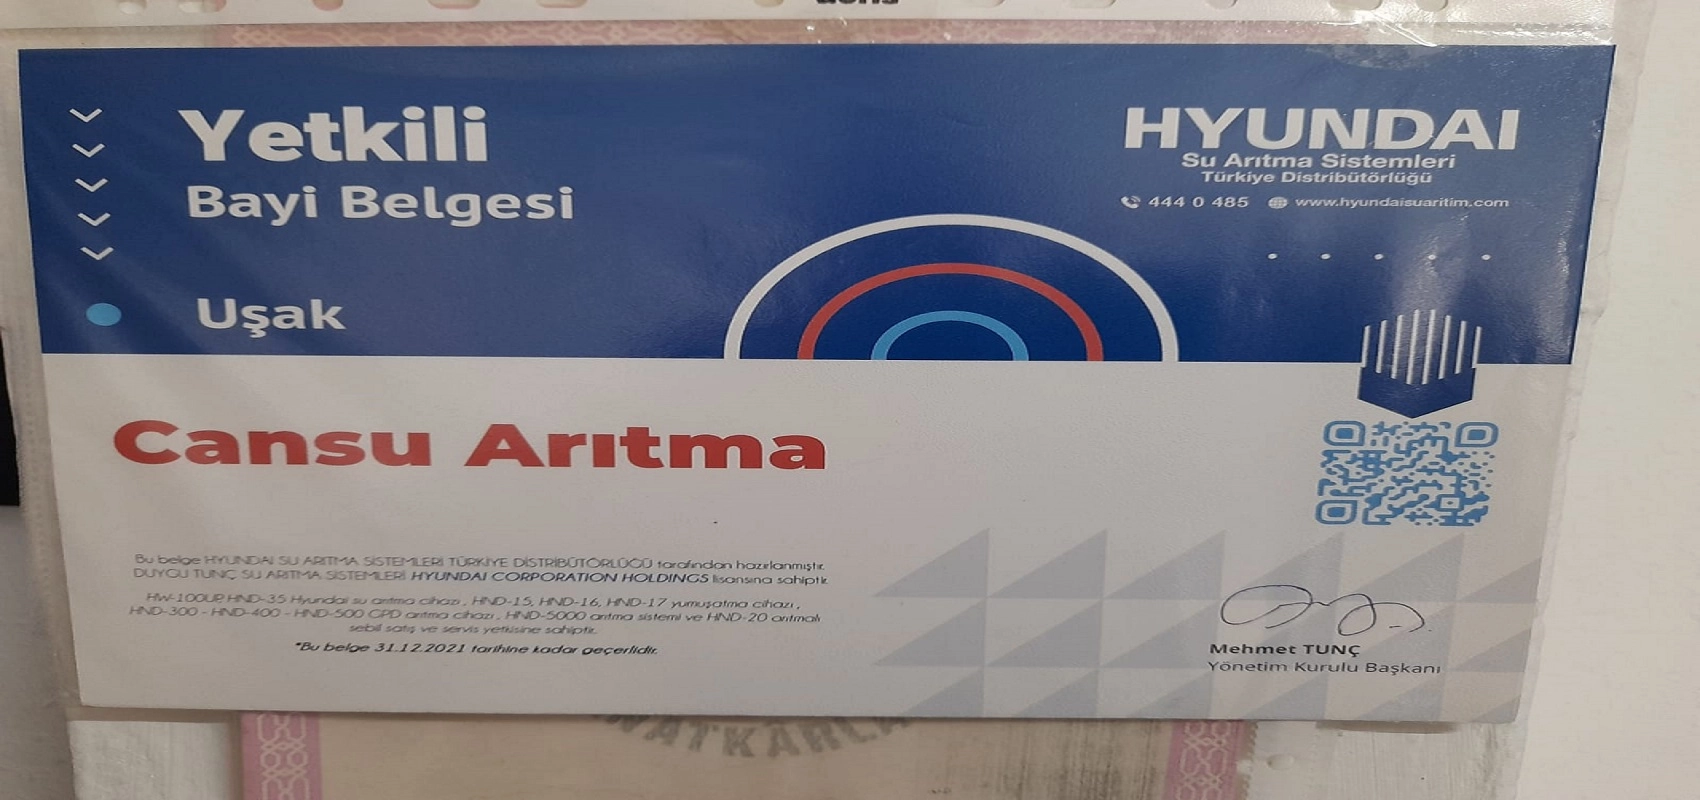 Yetkili
Bayi Belgesi
Uşak
HYUNDAI
Su Arıtma Sistemleri
Türkiye Distribütörlüğü
444 0 485 www.hyundaisuaritim.com
Cansu Arıtma
Bu belge HYUNDAI SU ARITMA SİSTEMLERİ TÜRKİYE DİSTRİBÜTÖRLÜĞÜ tarafından hazırlanmıştır.
DUYGU TUNÇ SU ARITMA SİSTEMLERİ HYUNDAI CORPORATION HOLDINGS lisansına sahiptir.
HW-100UP, HND-35 Hyundai su arıtma cihazı, HND-15, HND-16, HND-17 yumuşatma cihazı,
HND-300 - HND-400 - HND-500 GPD arıtma cihazı, HND-5000 arıtma sistemi ve HND-20 arıtmalı
sebil satış ve servis yetkisine sahiptir.
*Bu belge 31.12.2021 tarihine kadar geçerlidir.
Mehmet TUNÇ
Yönetim Kurulu Başkanı